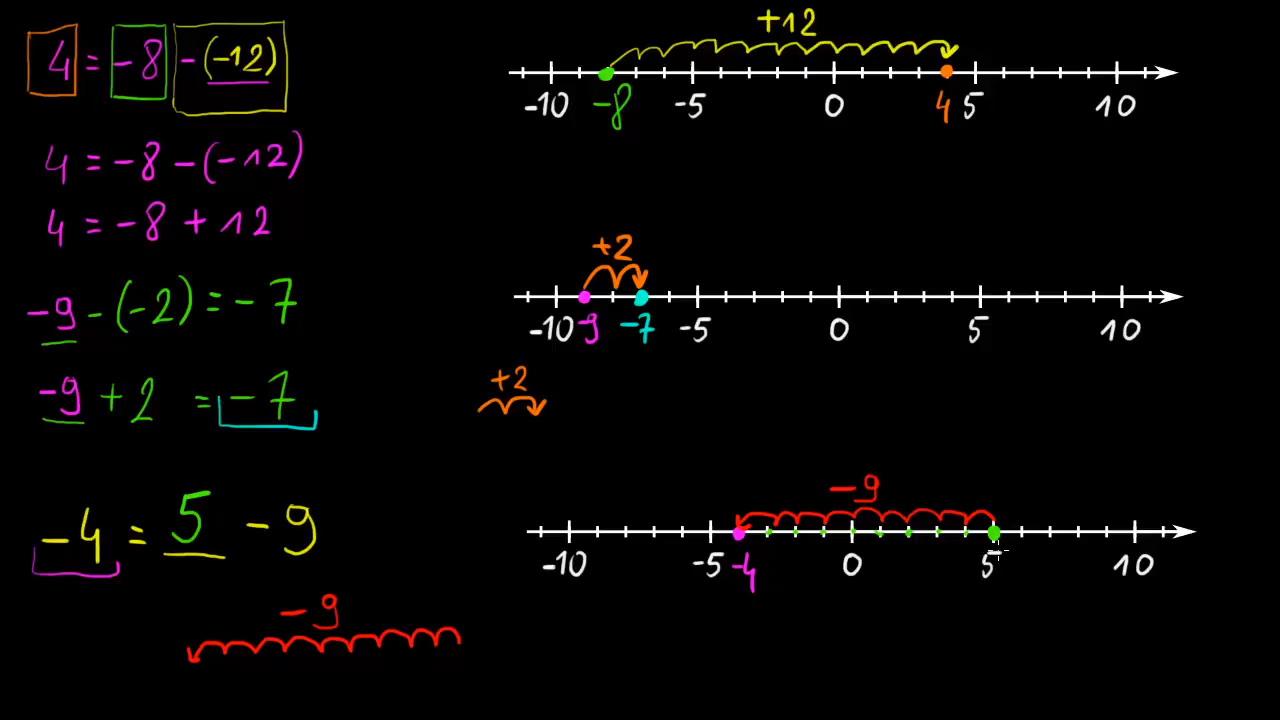 4 = -8 - (-12)
+12
-10 -8 -5 0 4 5 10
4 = -8 - (-12)
4 = -8 + 12
-9 - (-2) = -7
+2
-10 -9 -7 -5 0 5 10
-9 + 2 = -7
+2
-4 = 5 - 9
-9
-10 -5 -4 0 5 10
-9